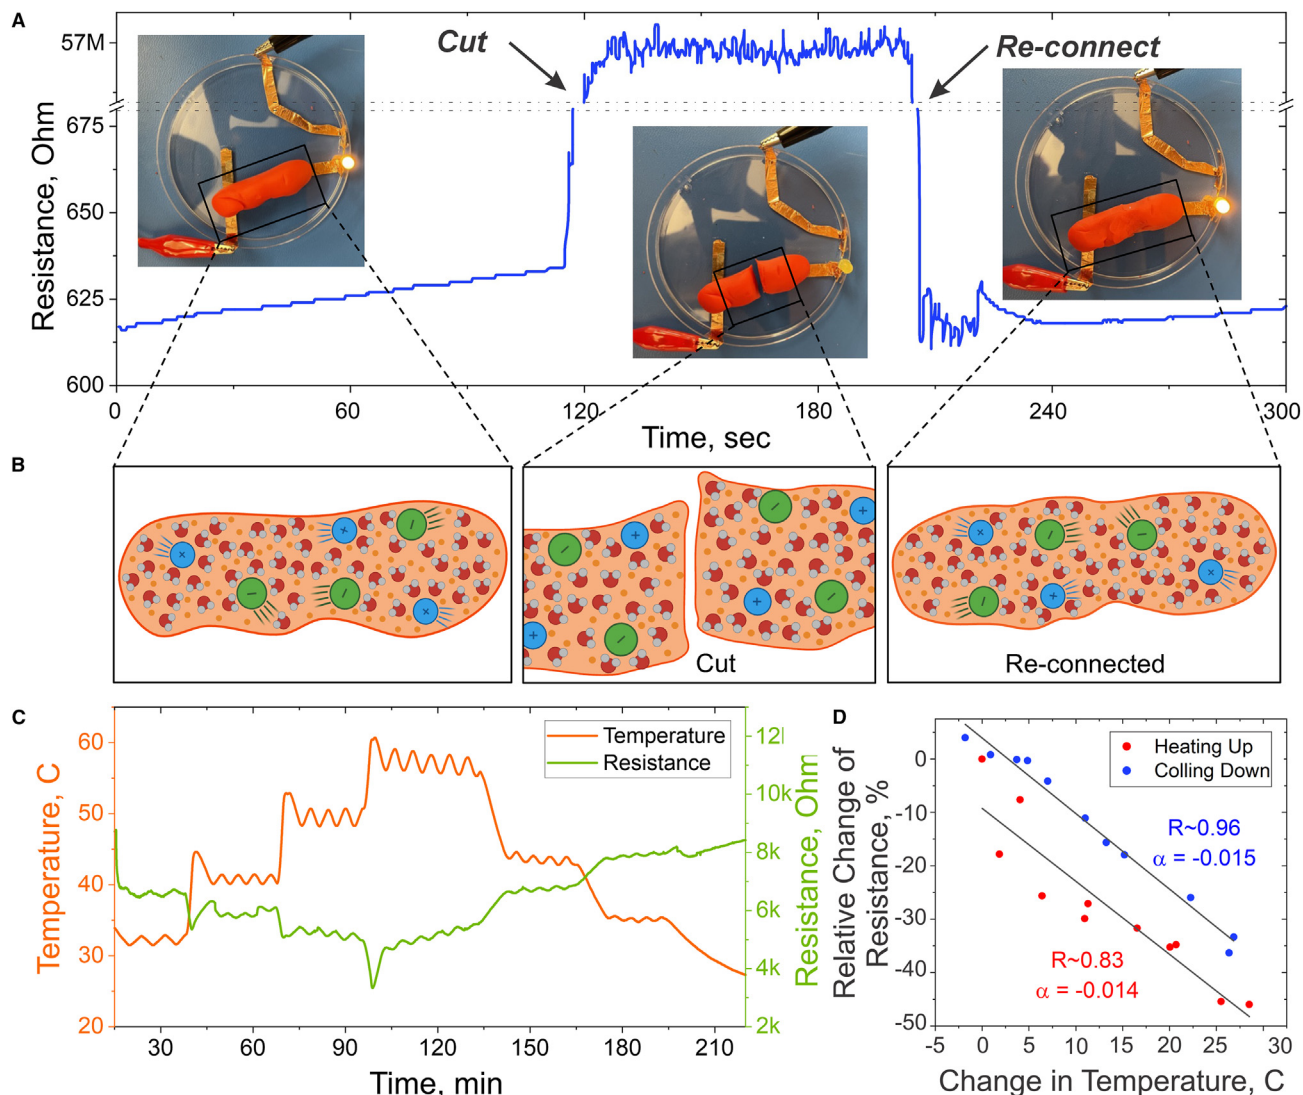 A
Cut
Re-connect
57M
675
650
625
600
Resistance, Ohm
0
60
120
180
240
300
Time, sec
B
Cut
Re-connected
C
Temperature
Resistance
60
50
40
30
20
Temperature, C
10k
8k
6k
4k
2k
Resistance, Ohm
30
60
90
120
150
180
210
Time, min
D
Heating Up
Colling Down
R~0.96
α = -0.015
R~0.83
α = -0.014
0
-10
-20
-30
-40
-50
Relative Change of
Resistance, %
-5
0
5
10
15
20
25
30
Change in Temperature, C